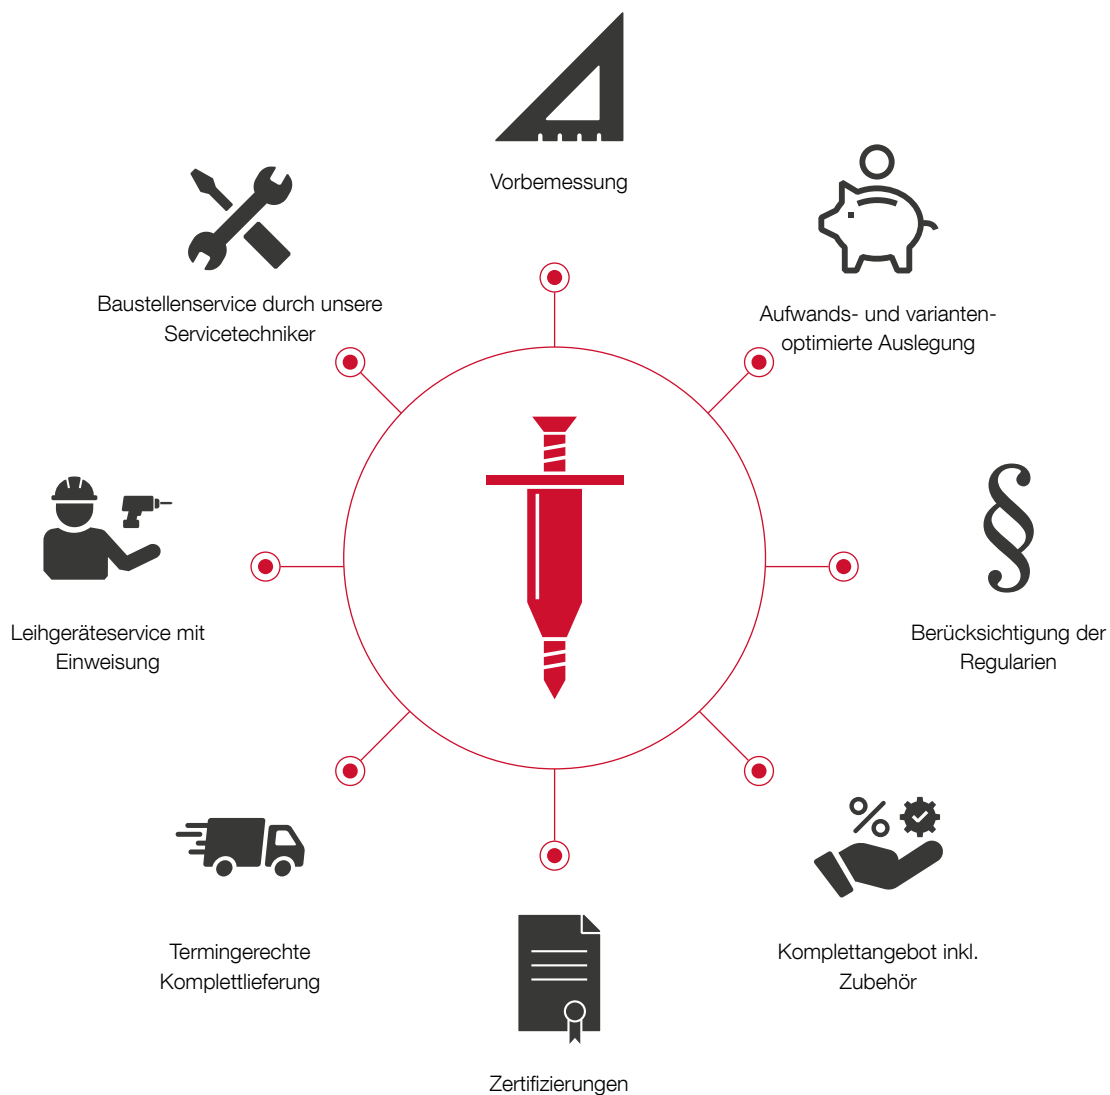 Vorbemessung
Aufwands- und varianten-
optimierte Auslegung
Berücksichtigung der
Regularien
Komplettangebot inkl.
Zubehör
Zertifizierungen
Termingerechte
Komplettlieferung
Leihgeräteservice mit
Einweisung
Baustellenservice durch unsere
Servicetechniker